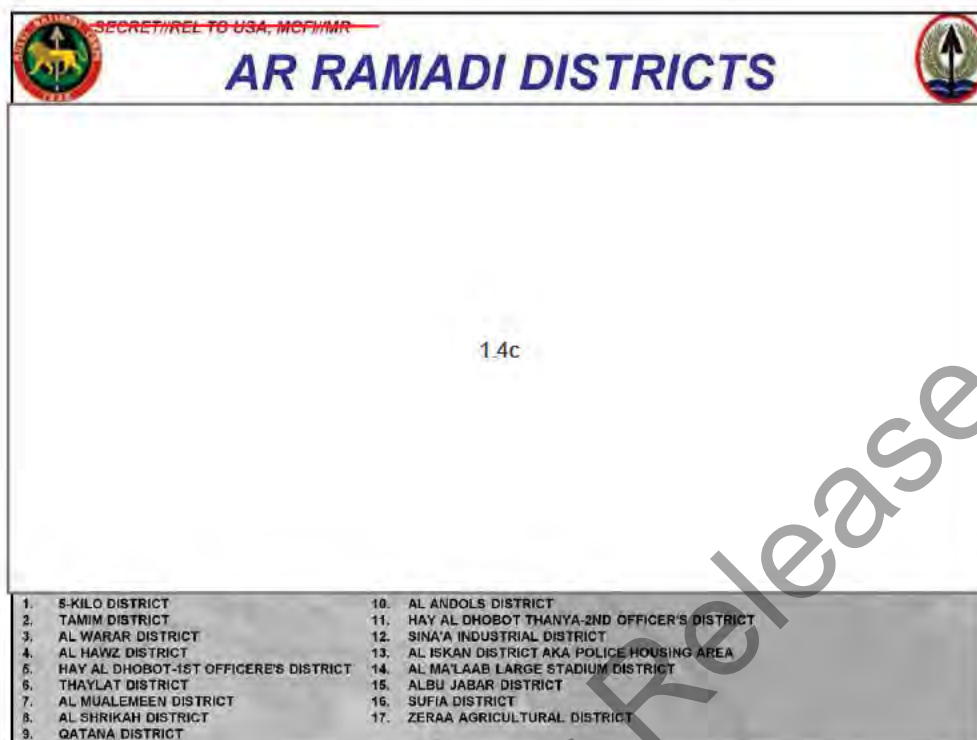 SECRET//REL TO USA, MCFI//MR
AR RAMADI DISTRICTS
1.4c
1. 5-KILO DISTRICT
2. TAMIM DISTRICT
3. AL WARAR DISTRICT
4. AL HAWZ DISTRICT
5. HAY AL DHOBOT-1ST OFFICERE'S DISTRICT
6. THAYLAT DISTRICT
7. AL MUALEMEEN DISTRICT
8. AL SHRIKAH DISTRICT
9. QATANA DISTRICT
10. AL ANDOLS DISTRICT
11. HAY AL DHOBOT THANYA-2ND OFFICER'S DISTRICT
12. SINA'A INDUSTRIAL DISTRICT
13. AL ISKAN DISTRICT AKA POLICE HOUSING AREA
14. AL MA'LAAB LARGE STADIUM DISTRICT
15. ALBU JABAR DISTRICT
16. SUFIA DISTRICT
17. ZERAA AGRICULTURAL DISTRICT
Release